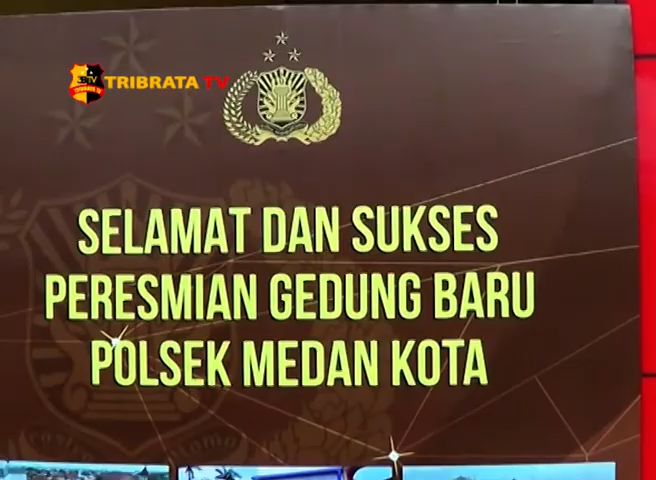 TRIBRATA TV
SELAMAT DAN SUKSES
PERESMIAN GEDUNG BARU
POLSEK MEDAN KOTA